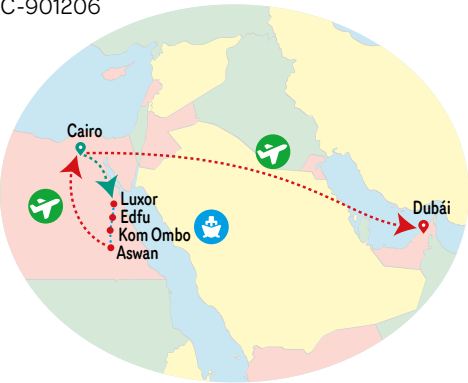 C-901206
Cairo
Luxor
Edfu
Kom Ombo
Aswan
Dubái